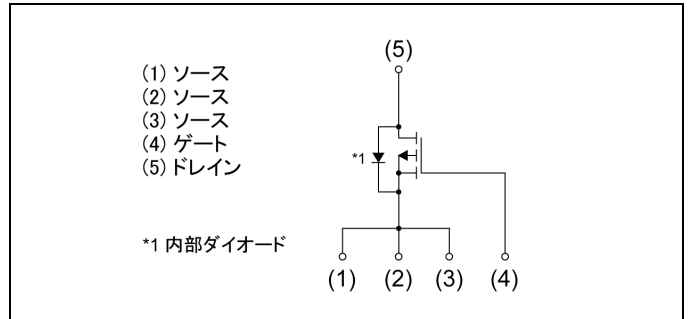 (5)
(1) ソース
(2) ソース
(3) ソース
(4) ゲート
(5) ドレイン
*1
*1 内部ダイオード
(1) (2) (3) (4)